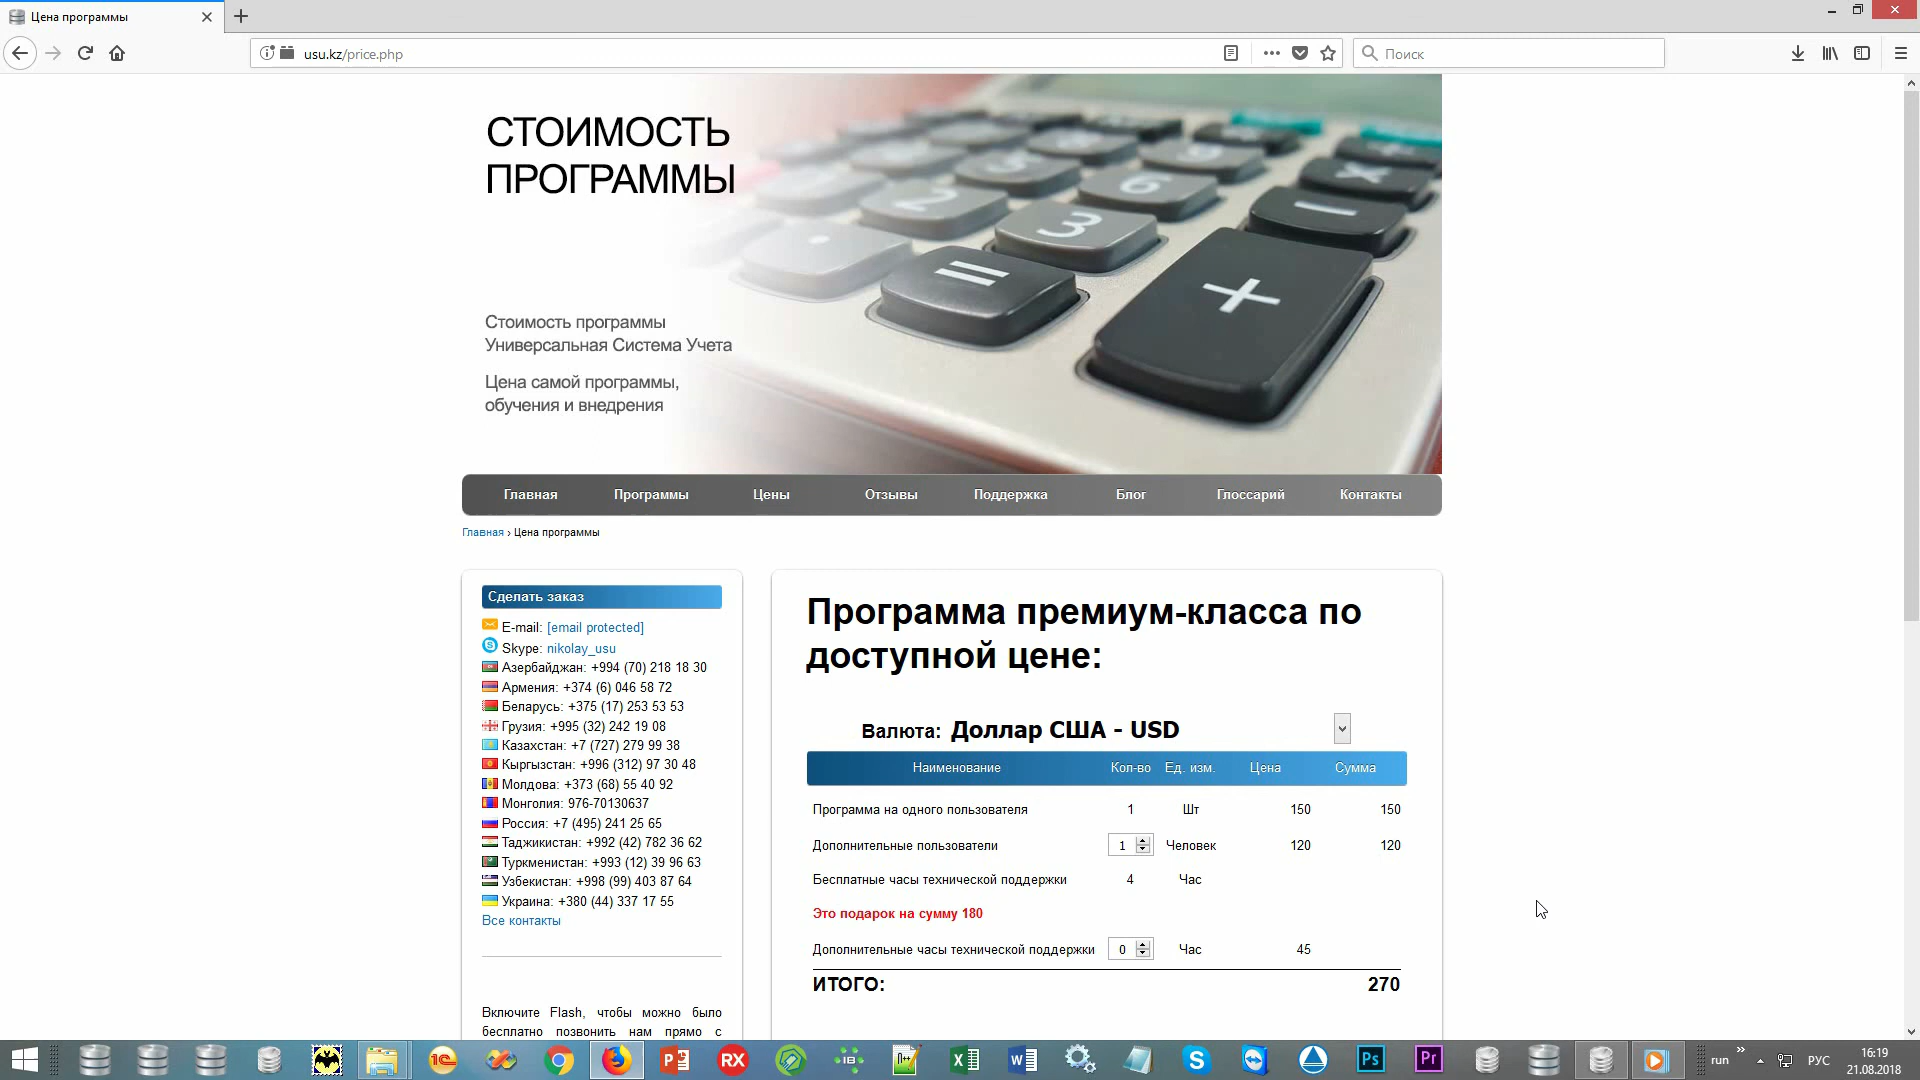 Цена программы
usu.kz/price.php
Поиск
СТОИМОСТЬ
ПРОГРАММЫ
Стоимость программы
Универсальная Система Учета
Цена самой программы,
обучения и внедрения
2
3
6
=
+
Главная Программы Цены Отзывы Поддержка Блог Глоссарий Контакты
Главная › Цена программы
Сделать заказ
E-mail: [email protected]
Skype: nikolay_usu
Азербайджан: +994 (70) 218 18 30
Армения: +374 (6) 046 58 72
Беларусь: +375 (17) 253 53 53
Грузия: +995 (32) 242 19 08
Казахстан: +7 (727) 279 99 38
Кыргызстан: +996 (312) 97 30 48
Молдова: +373 (68) 55 40 92
Монголия: 976-70130637
Россия: +7 (495) 241 25 65
Таджикистан: +992 (42) 782 36 62
Туркменистан: +993 (12) 39 96 63
Узбекистан: +998 (99) 403 87 64
Украина: +380 (44) 337 17 55
Все контакты
Включите Flash, чтобы можно было
бесплатно позвонить нам прямо с
Программа премиум-класса по
доступной цене:
Валюта: Доллар США - USD
Наименование Кол-во Ед. изм. Цена Сумма
Программа на одного пользователя 1 Шт 150 150
Дополнительные пользователи 1 Человек 120 120
Бесплатные часы технической поддержки 4 Час
Это подарок на сумму 180
Дополнительные часы технической поддержки 0 Час 45
ИТОГО: 270
run
РУС
16:19
21.08.2018